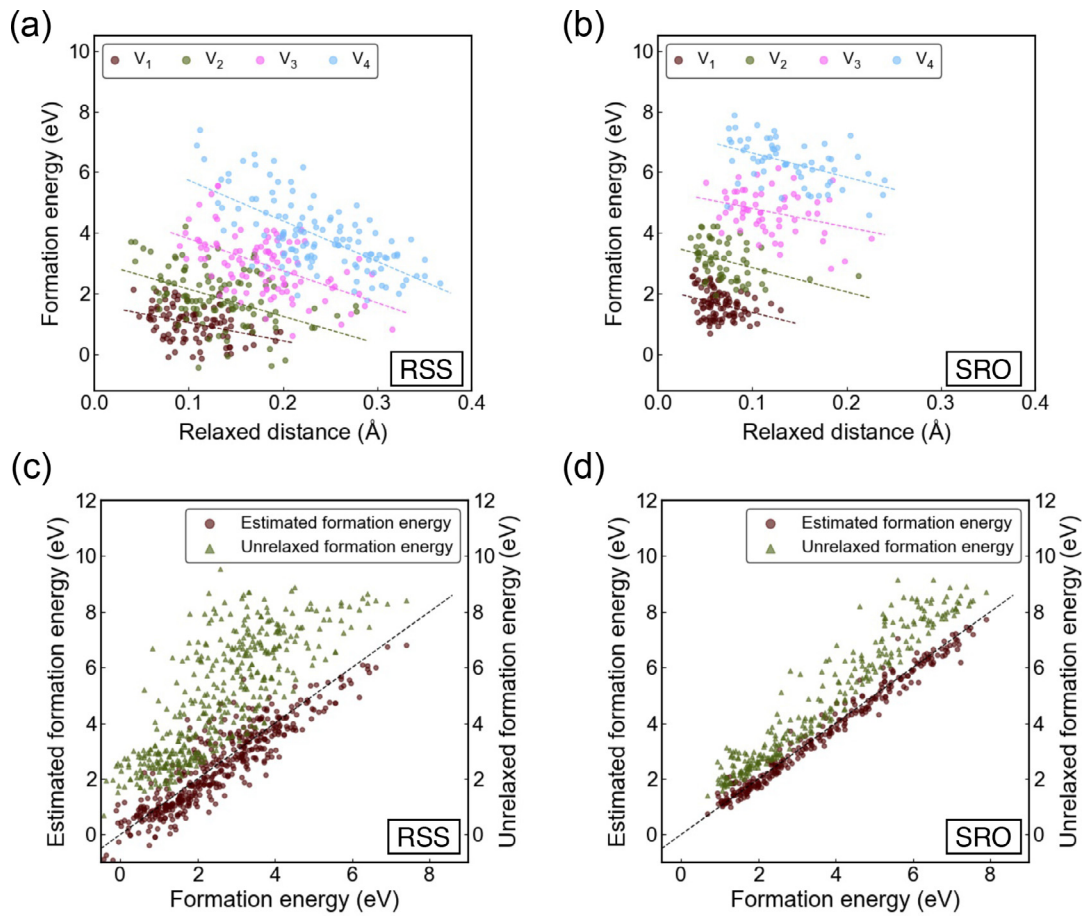 (a)
10
8
6
4
2
0
Formation energy (eV)
V1 V2 V3 V4
RSS
0.0 0.1 0.2 0.3 0.4
Relaxed distance (Å)
(b)
10
8
6
4
2
0
Formation energy (eV)
V1 V2 V3 V4
SRO
0.0 0.1 0.2 0.3 0.4
Relaxed distance (Å)
(c)
12
10
8
6
4
2
0
Estimated formation energy (eV)
Estimated formation energy
Unrelaxed formation energy
RSS
12
10
8
6
4
2
0
Unrelaxed formation energy (eV)
0 2 4 6 8
Formation energy (eV)
(d)
12
10
8
6
4
2
0
Estimated formation energy (eV)
Estimated formation energy
Unrelaxed formation energy
SRO
12
10
8
6
4
2
0
Unrelaxed formation energy (eV)
0 2 4 6 8
Formation energy (eV)